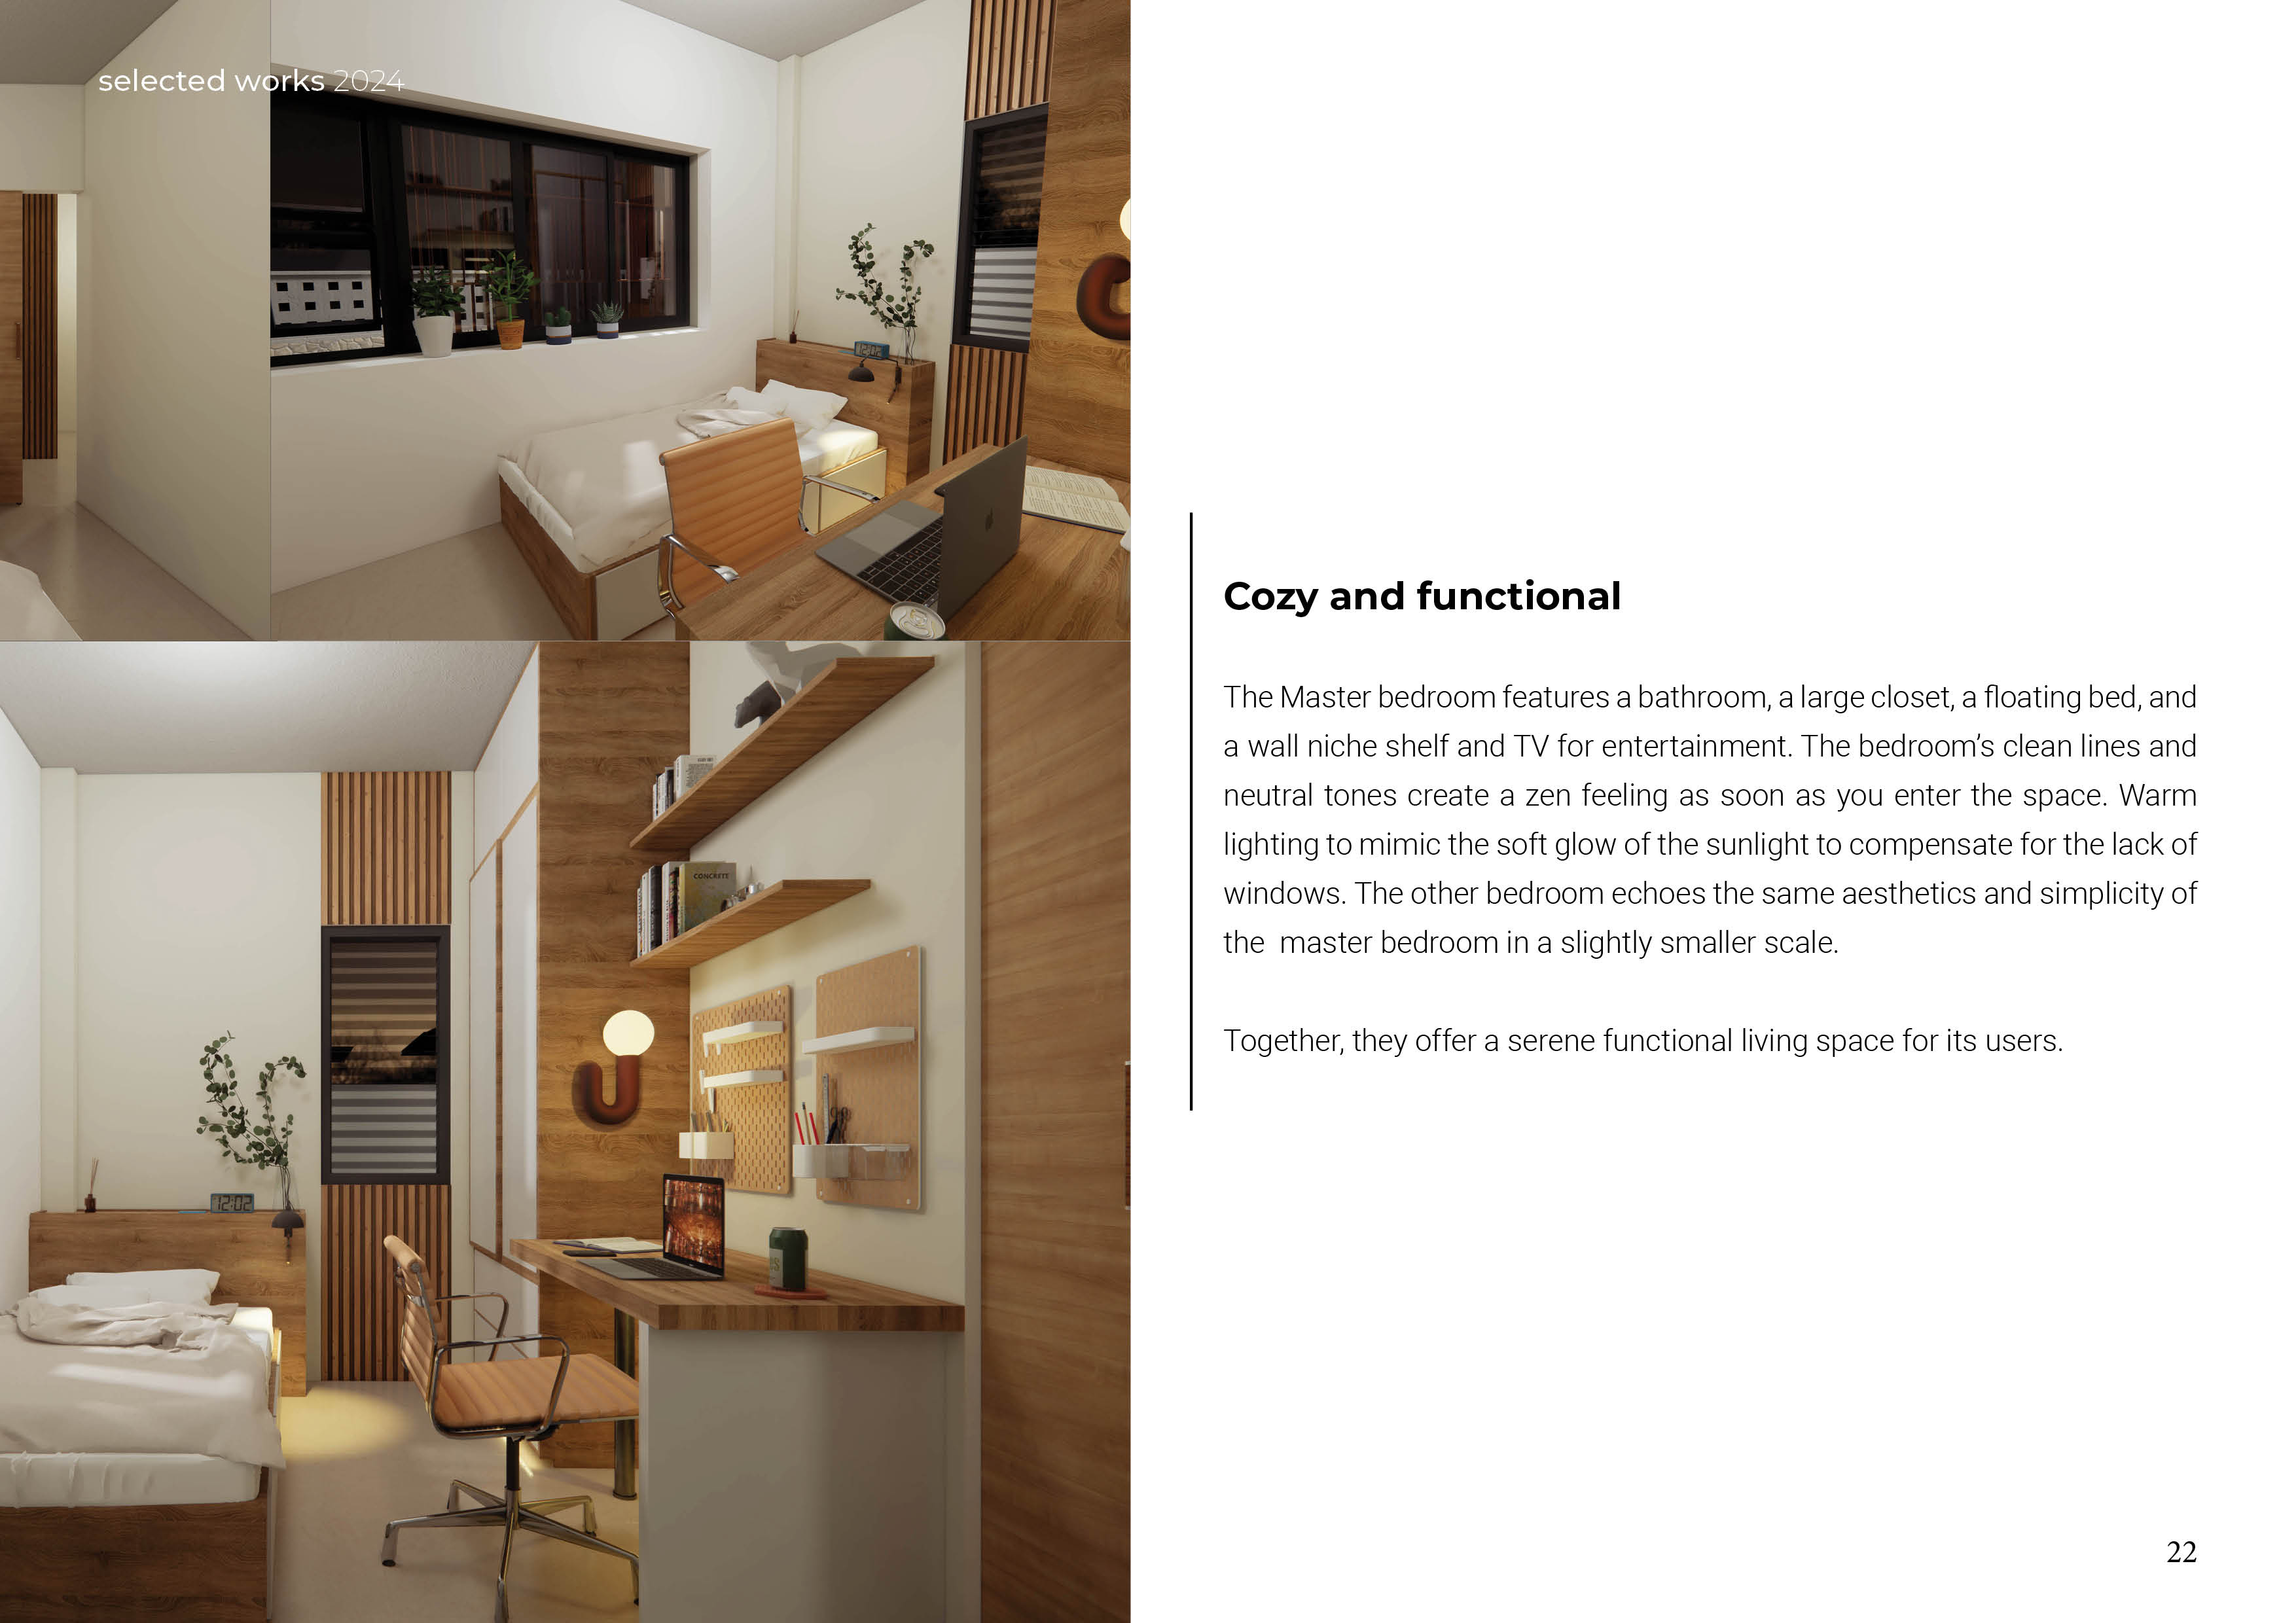 selected works 2024
CONCRETE
12:02
Cozy and functional
The Master bedroom features a bathroom, a large closet, a floating bed, and
a wall niche shelf and TV for entertainment. The bedroom’s clean lines and
neutral tones create a zen feeling as soon as you enter the space. Warm
lighting to mimic the soft glow of the sunlight to compensate for the lack of
windows. The other bedroom echoes the same aesthetics and simplicity of
the  master bedroom in a slightly smaller scale.
Together, they offer a serene functional living space for its users.
22